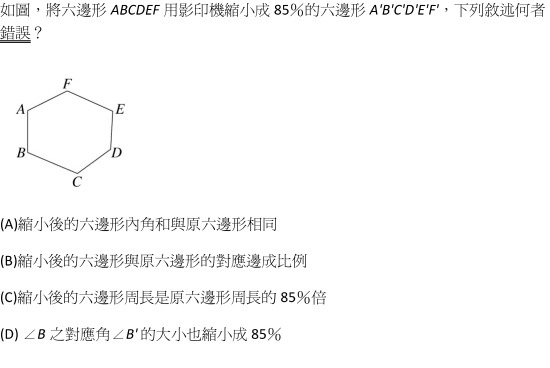 如圖，將六邊形 ABCDEF 用影印機縮小成 85%的六邊形 A'B'C'D'E'F'，下列敘述何者
錯誤？
F
A
E
B
D
C
(A)縮小後的六邊形內角和與原六邊形相同
(B)縮小後的六邊形與原六邊形的對應邊成比例
(C)縮小後的六邊形周長是原六邊形周長的 85%倍
(D) ∠B 之對應角∠B'的大小也縮小成 85%